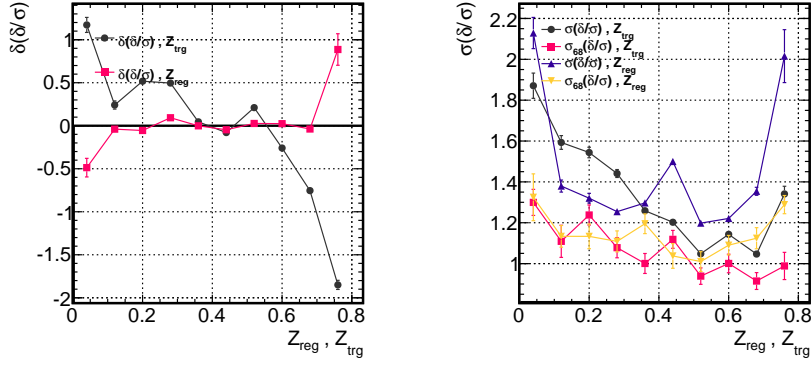 δ(δ/σ)
1
0.5
0
-0.5
-1
-1.5
-2
δ(δ/σ) , Z_trg
δ(δ/σ) , Z_reg
0 0.2 0.4 0.6 0.8
Z_reg , Z_trg
σ(δ/σ)
2.2
2
1.8
1.6
1.4
1.2
1
σ(δ/σ) , Z_trg
σ_68(δ/σ) , Z_trg
σ(δ/σ) , Z_reg
σ_68(δ/σ) , Z_reg
0 0.2 0.4 0.6 0.8
Z_reg , Z_trg